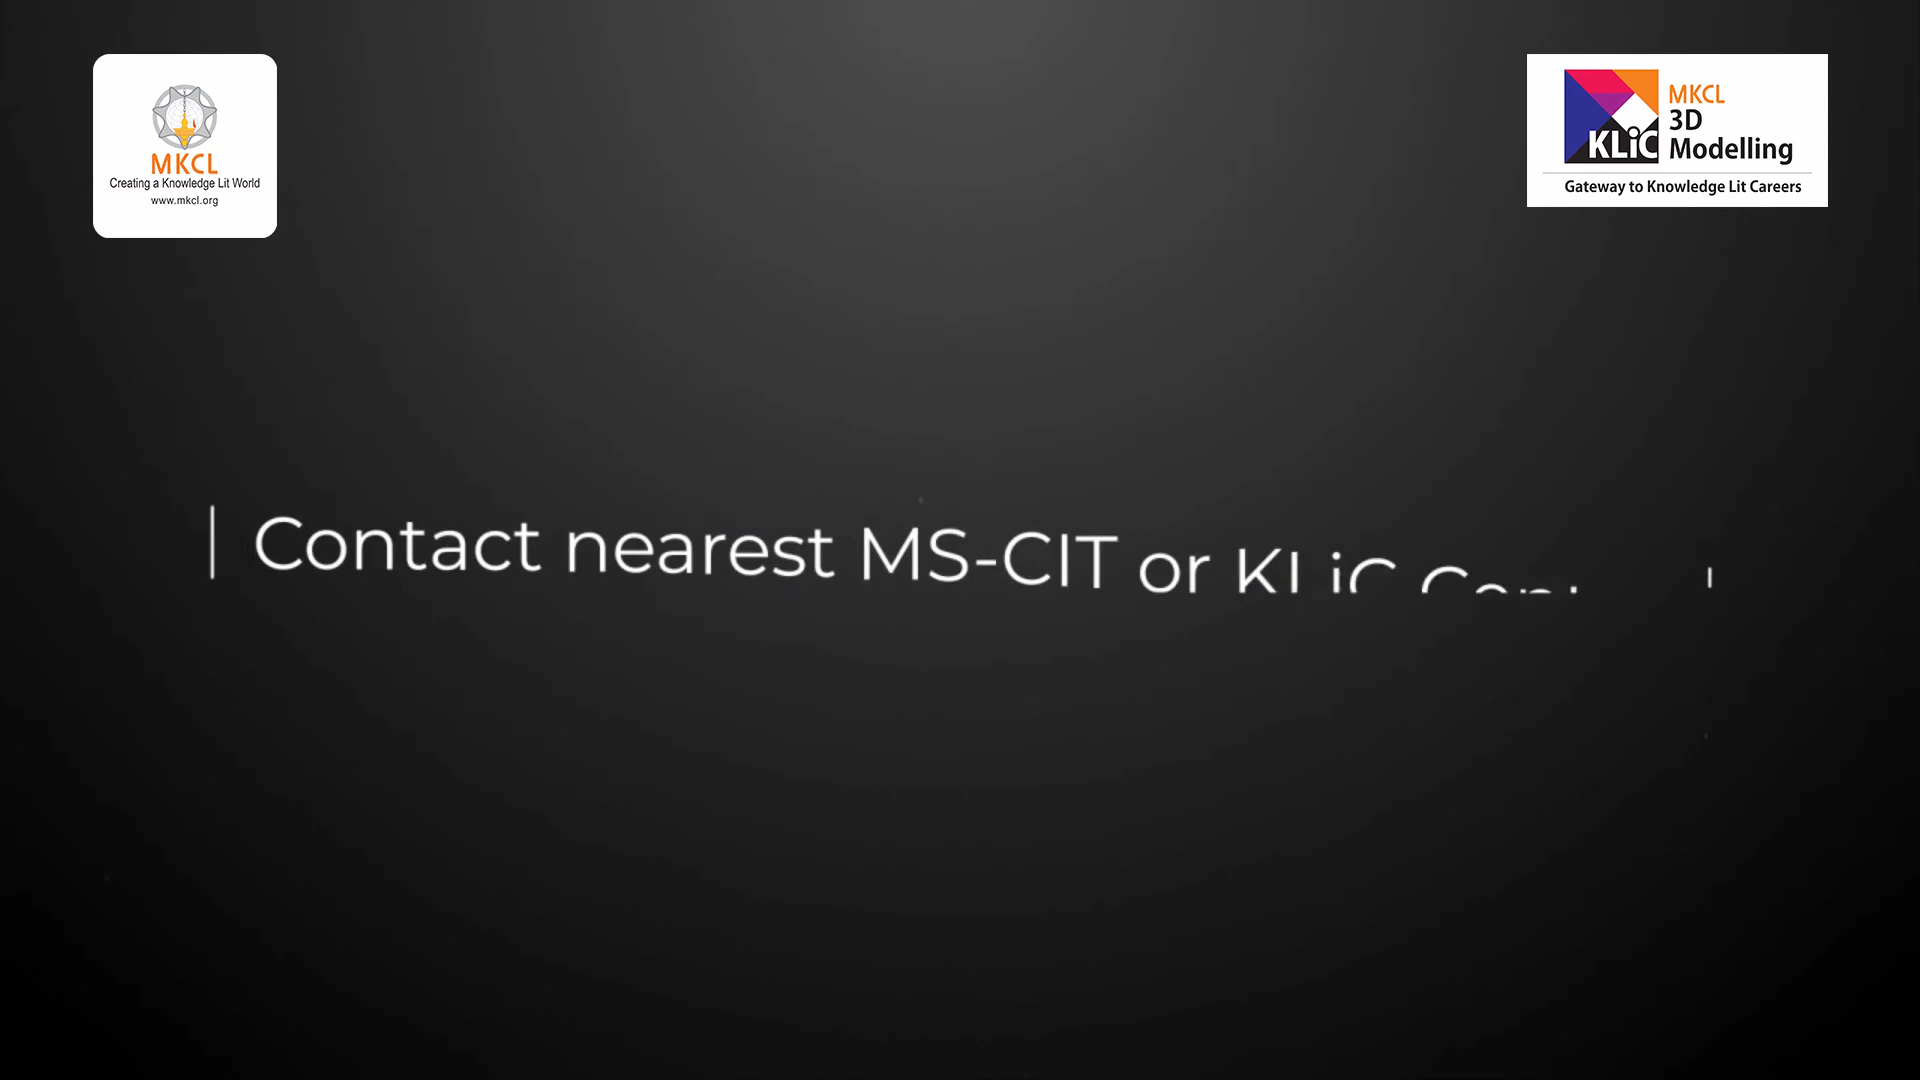 MKCL
Creating a Knowledge Lit World
www.mkcl.org
KLiC
MKCL
3D
Modelling
Gateway to Knowledge Lit Careers
Contact nearest MS-CIT or KLiC